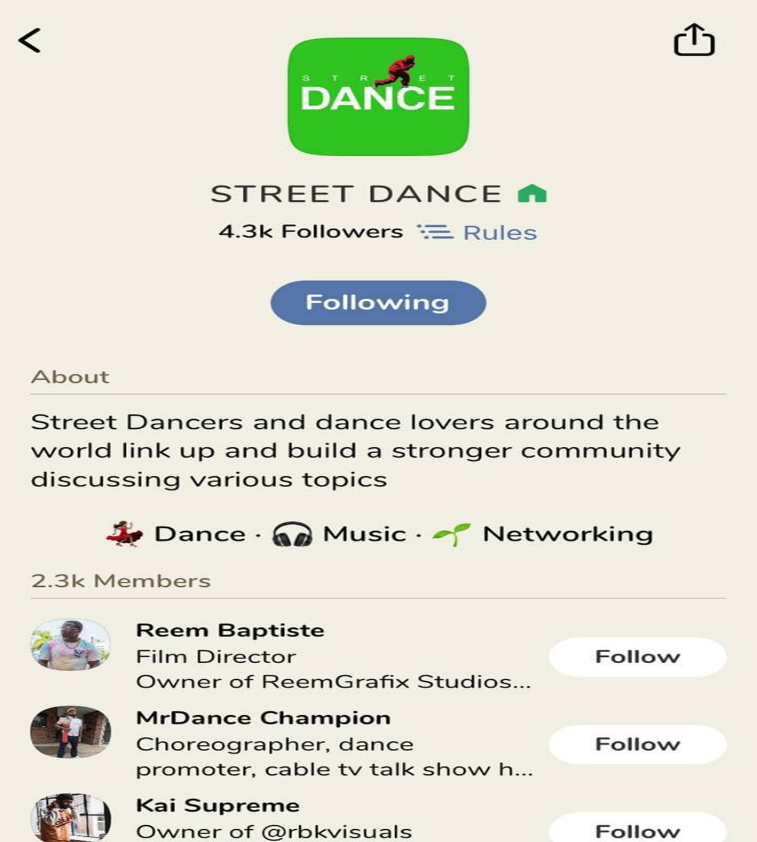 STREET
DANCE
STREET DANCE
4.3k Followers Rules
Following
About
Street Dancers and dance lovers around the
world link up and build a stronger community
discussing various topics
Dance · Music · Networking
2.3k Members
Reem Baptiste
Film Director
Owner of ReemGrafix Studios...
Follow
MrDance Champion
Choreographer, dance
promoter, cable tv talk show h...
Follow
Kai Supreme
Owner of @rbkvisuals
Follow